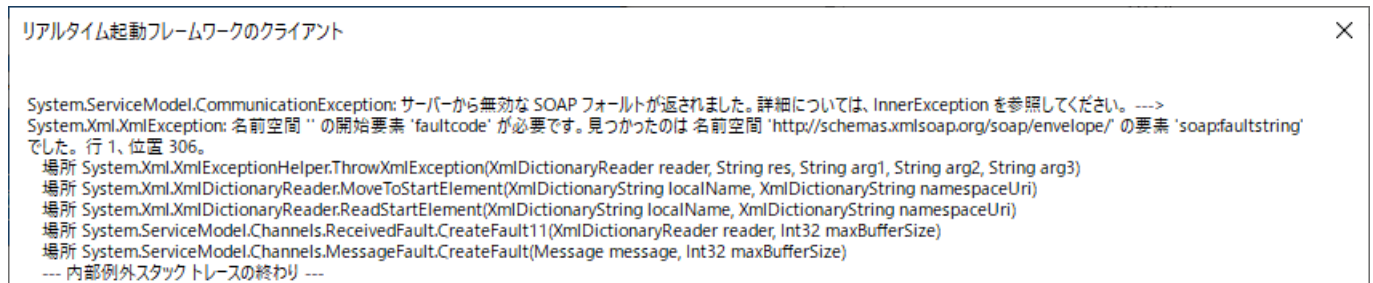 リアルタイム起動フレームワークのクライアント
System.ServiceModel.CommunicationException: サーバーから無効な SOAP フォールトが返されました。詳細については、InnerException を参照してください。 --->
System.Xml.XmlException: 名前空間 '' の開始要素 'faultcode' が必要です。見つかったのは 名前空間 'http://schemas.xmlsoap.org/soap/envelope/' の要素 'soap:faultstring'
でした。 行 1、位置 306。
場所 System.Xml.XmlExceptionHelper.ThrowXmlException(XmlDictionaryReader reader, String res, String arg1, String arg2, String arg3)
場所 System.Xml.XmlDictionaryReader.MoveToStartElement(XmlDictionaryString localName, XmlDictionaryString namespaceUri)
場所 System.Xml.XmlDictionaryReader.ReadStartElement(XmlDictionaryString localName, XmlDictionaryString namespaceUri)
場所 System.ServiceModel.Channels.ReceivedFault.CreateFault11(XmlDictionaryReader reader, Int32 maxBufferSize)
場所 System.ServiceModel.Channels.MessageFault.CreateFault(Message message, Int32 maxBufferSize)
--- 内部例外スタック トレースの終わり ---